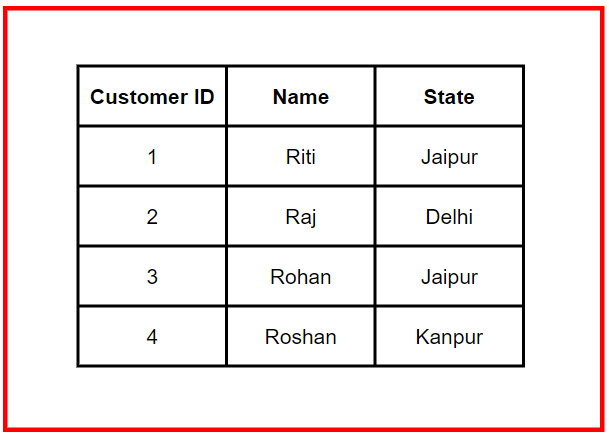 Customer ID Name State
1 Riti Jaipur
2 Raj Delhi
3 Rohan Jaipur
4 Roshan Kanpur